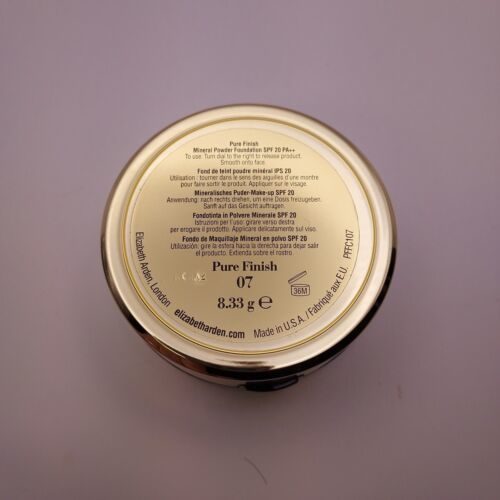 Pure Finish
Mineral Powder Foundation SPF 20 PA++
To use: Turn dial to the right to release product.
Smooth onto face.
Fond de teint poudre minéral IPS 20
Utilisation : tourner dans le sens des aiguilles d'une montre
pour faire sortir le produit. Appliquer sur le visage.
Mineralisches Puder-Make-up SPF 20
Anwendung: nach rechts drehen, um eine Dosis freizugeben.
Sanft auf das Gesicht auftragen.
Fondotinta in Polvere Minerale SPF 20
Istruzioni per l'uso: girare verso destra
per erogare il prodotto. Applicare delicatamente sul viso.
Fondo de Maquillaje Mineral en polvo SPF 20
Utilización: gire la esfera hacia la derecha para dejar salir
el producto. Extienda sobre el rostro.
Pure Finish
07
8.33 g ℮
36M
Elizabeth Arden, London
elizabetharden.com
Made in U.S.A. / Fabriqué aux E.U.
PFFC107